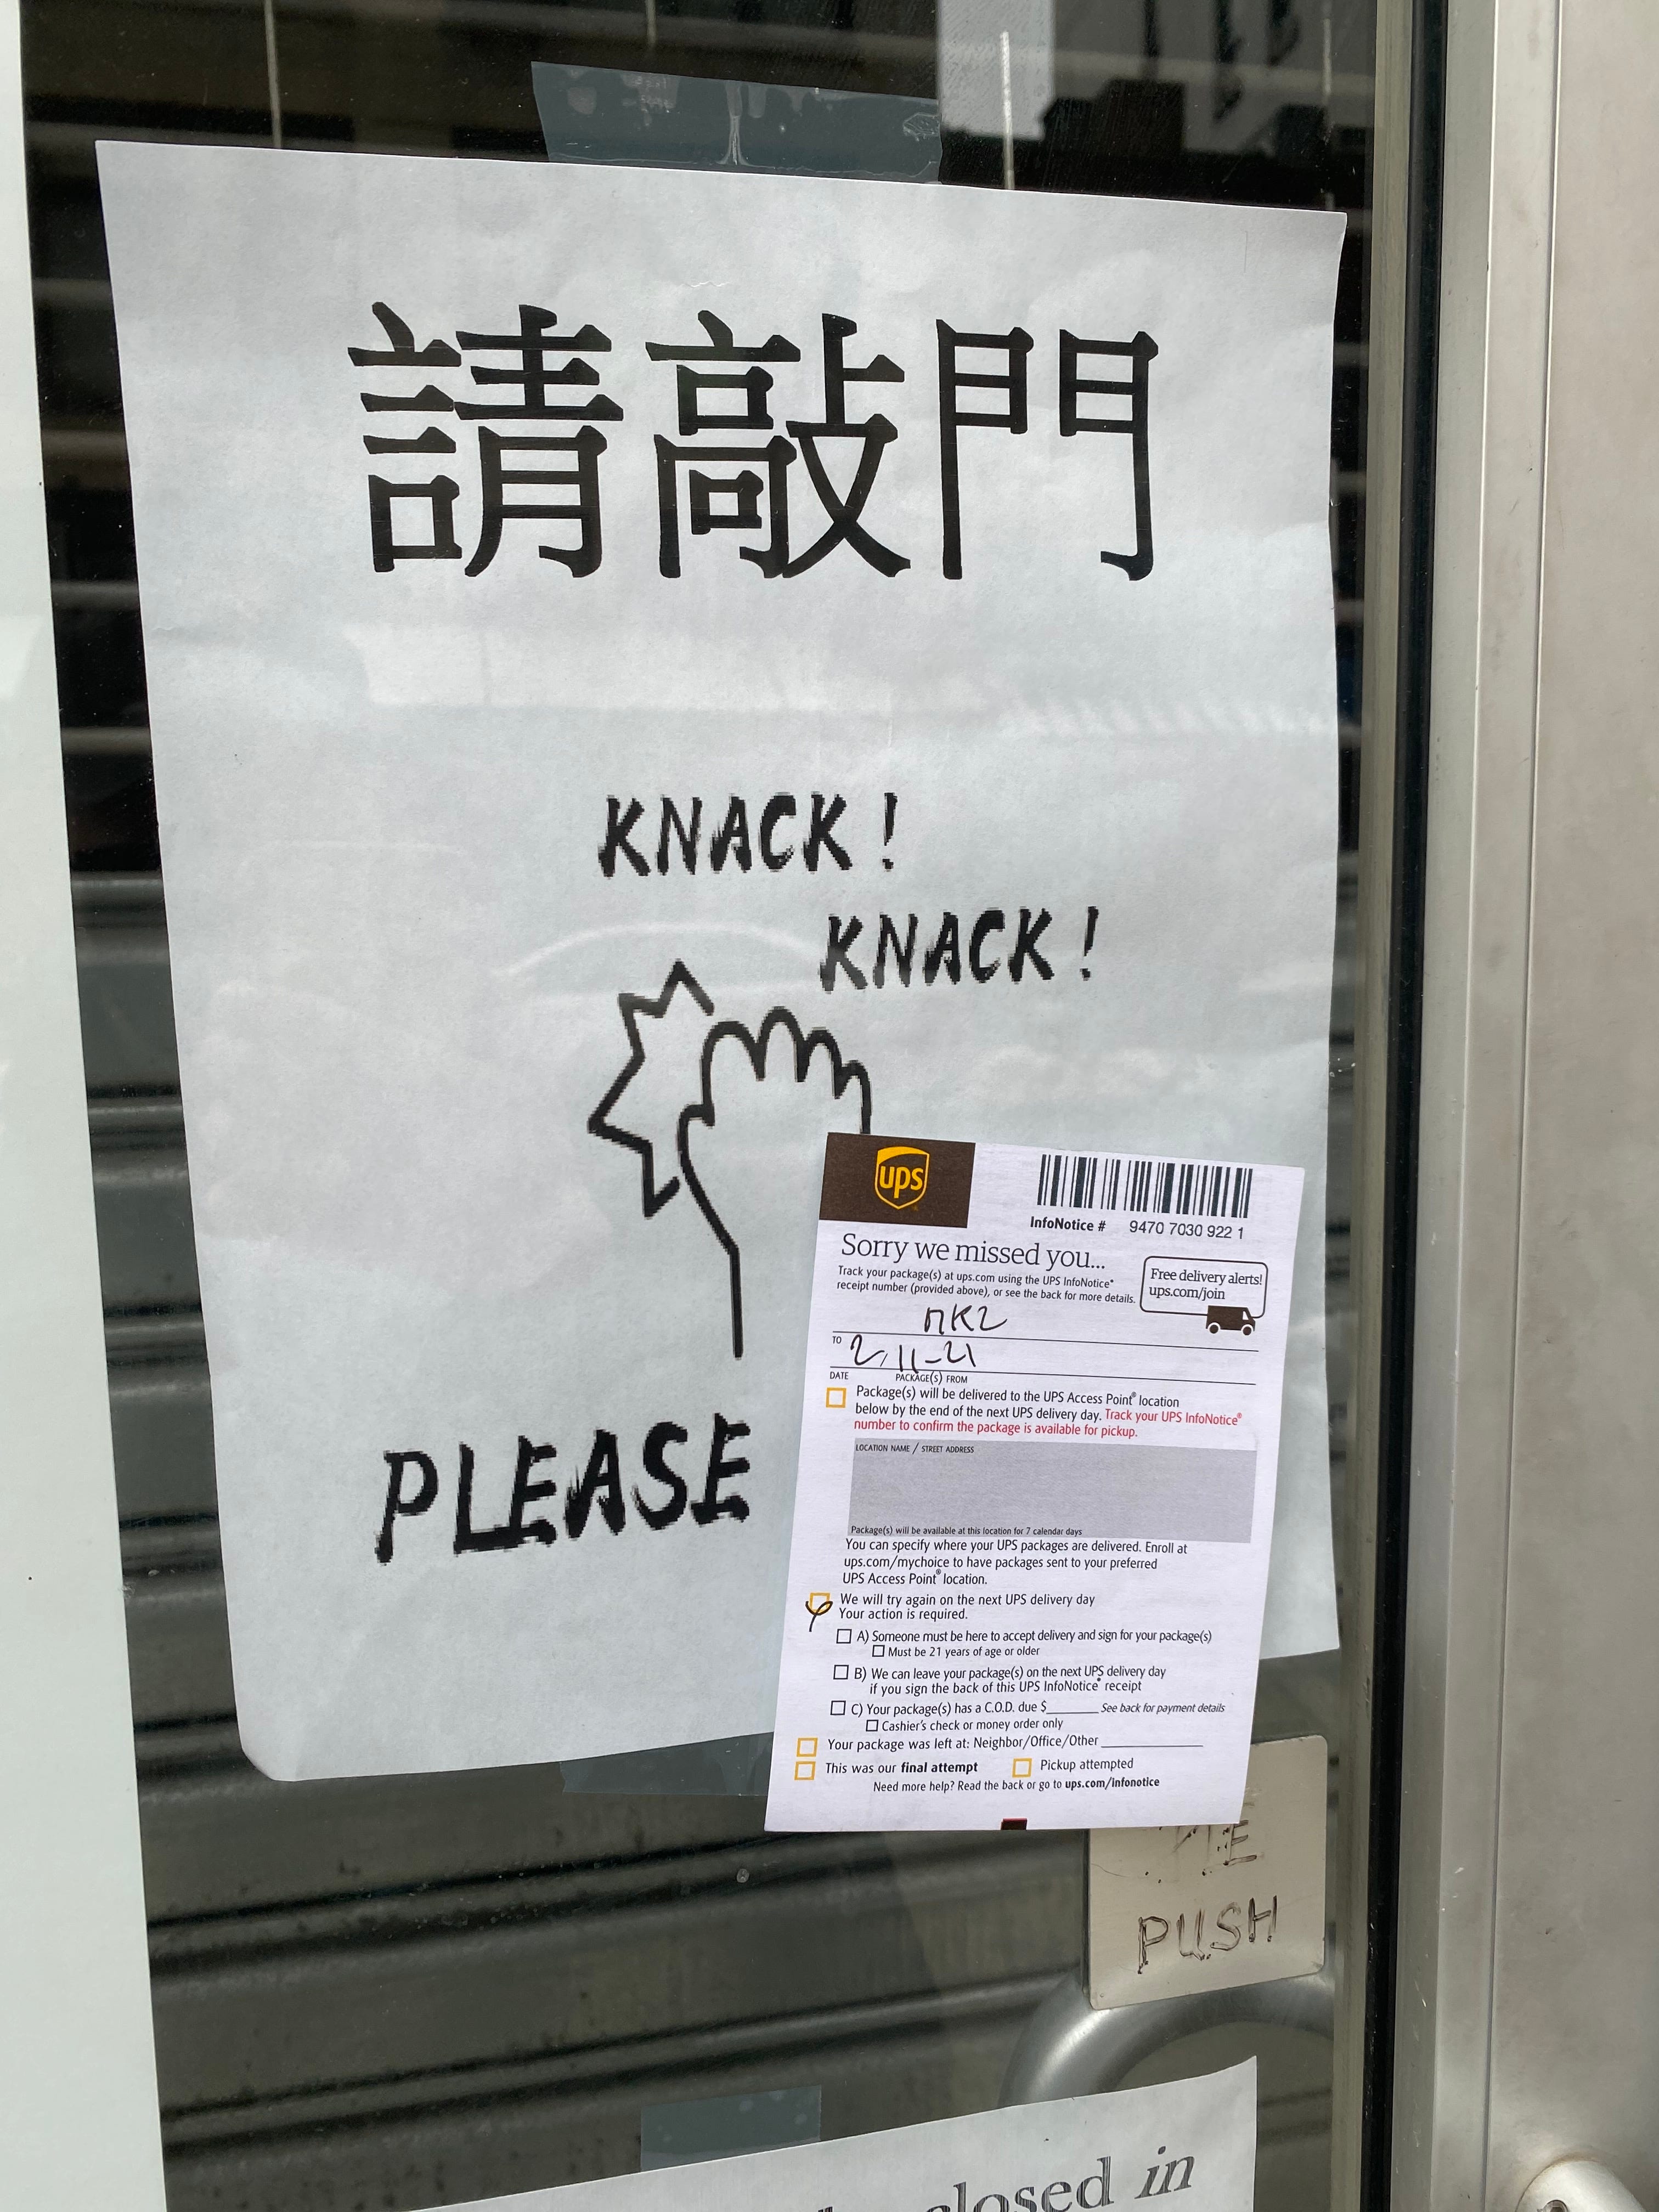 請敲門
KNACK!
KNACK!
PLEASE
ups
InfoNotice # 9470 7030 922 1
Sorry we missed you...
Track your package(s) at ups.com using the UPS InfoNotice®
receipt number (provided above), or see the back for more details.
Free delivery alerts!
ups.com/join
TO
2,11-21
DATE PACKAGE(S) FROM
Package(s) will be delivered to the UPS Access Point® location
below by the end of the next UPS delivery day. Track your UPS InfoNotice®
number to confirm the package is available for pickup.
LOCATION NAME / STREET ADDRESS
Package(s) will be available at this location for 7 calendar days
You can specify where your UPS packages are delivered. Enroll at
ups.com/mychoice to have packages sent to your preferred
UPS Access Point® location.
We will try again on the next UPS delivery day
Your action is required.
A) Someone must be here to accept delivery and sign for your package(s)
Must be 21 years of age or older
B) We can leave your package(s) on the next UPS delivery day
if you sign the back of this UPS InfoNotice® receipt
C) Your package(s) has a C.O.D. due $______ See back for payment details
Cashier's check or money order only
Your package was left at: Neighbor/Office/Other ______
This was our final attempt Pickup attempted
Need more help? Read the back or go to ups.com/infonotice
PUSH
in